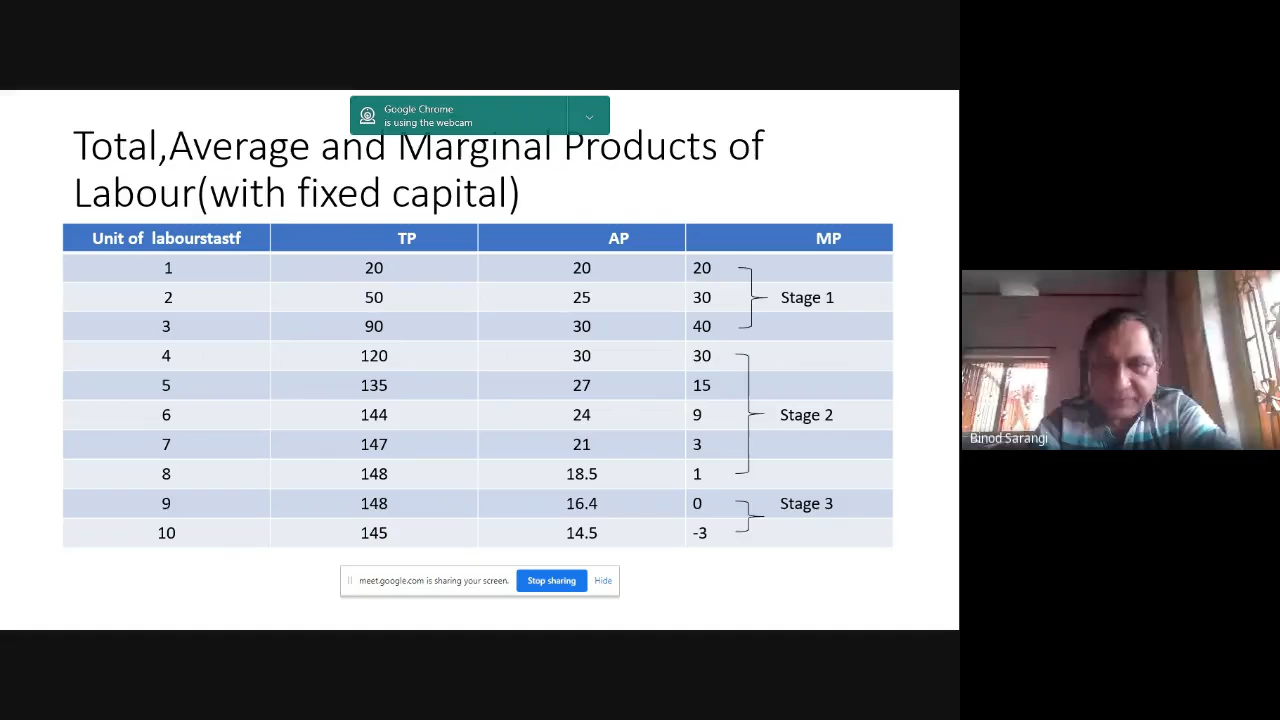 Google Chrome
is using the webcam
Total,Average and Marginal Products of
Labour(with fixed capital)
Unit of labourstastf TP AP MP
1 20 20 20
2 50 25 30 Stage 1
3 90 30 40
4 120 30 30
5 135 27 15
6 144 24 9 Stage 2
7 147 21 3
8 148 18.5 1
9 148 16.4 0 Stage 3
10 145 14.5 -3
meet.google.com is sharing your screen. Stop sharing Hide
Binod Sarangi